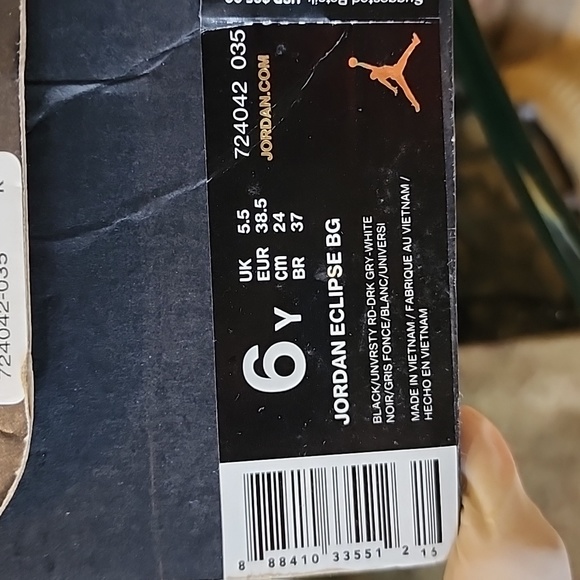 724042 035
JORDAN.COM
6Y
UK 5.5
EUR 38.5
cm 24
BR 37
JORDAN ECLIPSE BG
BLACK/UNVRSTY RD-DRK GRY-WHITE
NOIR/GRIS FONCE/BLANC/UNIVERSI
MADE IN VIETNAM / FABRIQUE AU VIETNAM /
HECHO EN VIETNAM
8 88410 33551 2 15
724042-035